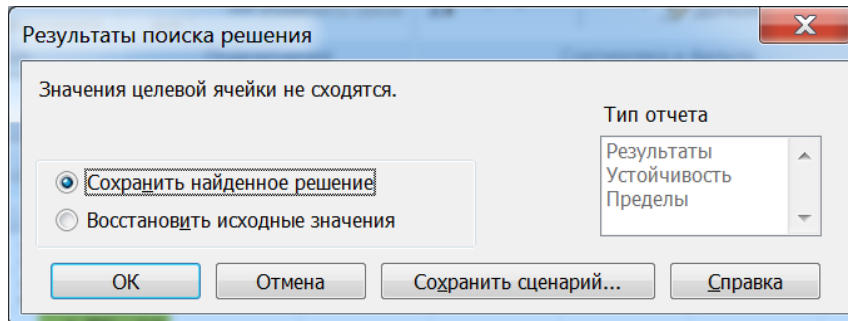 Результаты поиска решения
Значения целевой ячейки не сходятся.
Тип отчета
Результаты
Устойчивость
Пределы
Сохранить найденное решение
Восстановить исходные значения
ОК
Отмена
Сохранить сценарий...
Справка